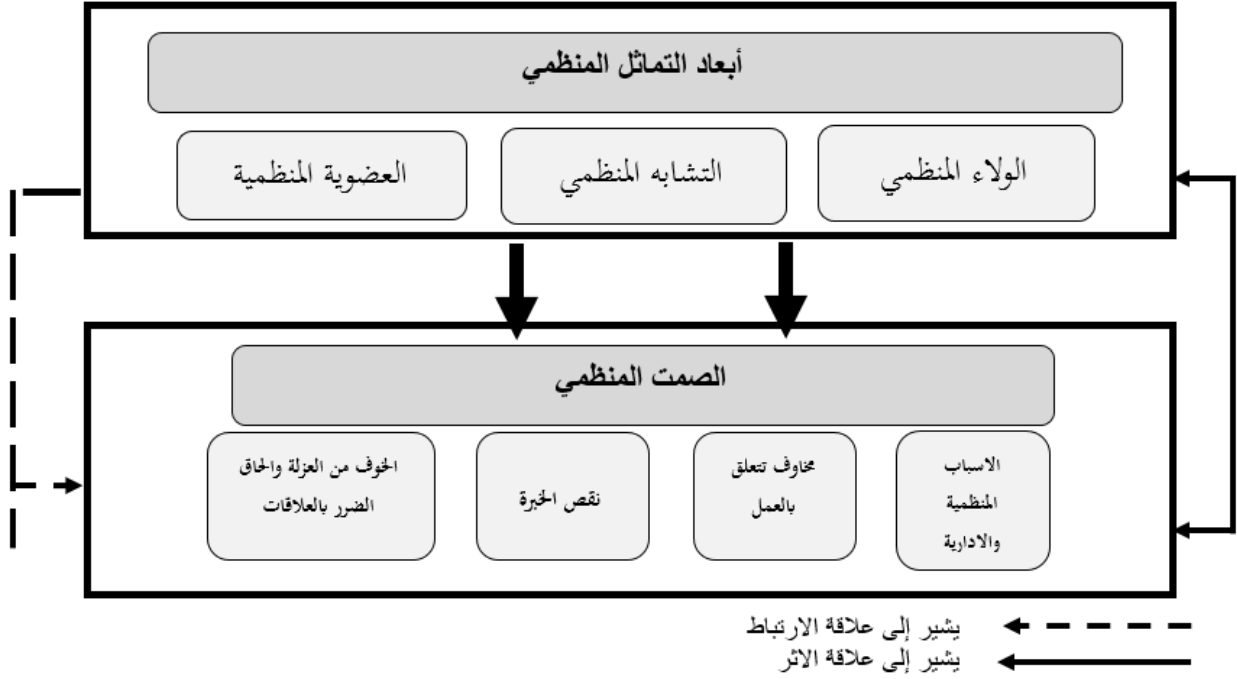 أبعاد التماثل المنظمي
الولاء المنظمي
التشابه المنظمي
العضوية المنظمية
الصمت المنظمي
الاسباب
المنظمية
والادارية
مخاوف تتعلق
بالعمل
نقص الخبرة
الخوف من العزلة والحاق
الضرر بالعلاقات
يشير إلى علاقة الارتباط
يشير إلى علاقة الاثر